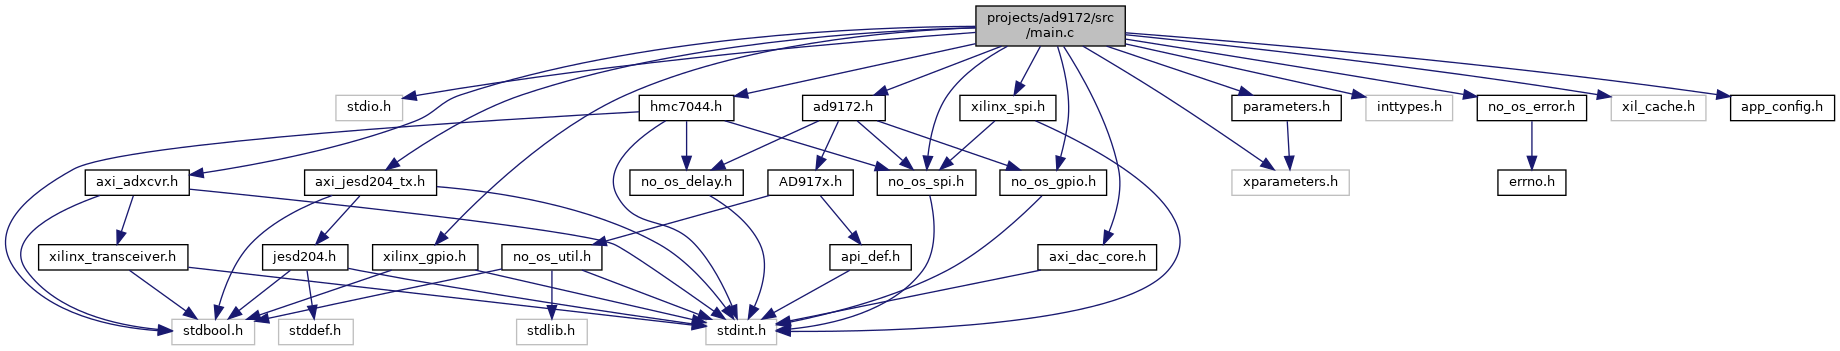 projects/ad9172/src
/main.c
stdio.h
hmc7044.h
ad9172.h
xilinx_spi.h
parameters.h
inttypes.h
no_os_error.h
xil_cache.h
app_config.h
axi_adxcvr.h
axi_jesd204_tx.h
no_os_delay.h
AD917x.h
no_os_spi.h
no_os_gpio.h
xparameters.h
errno.h
xilinx_transceiver.h
jesd204.h
xilinx_gpio.h
no_os_util.h
api_def.h
axi_dac_core.h
stdbool.h
stddef.h
stdlib.h
stdint.h